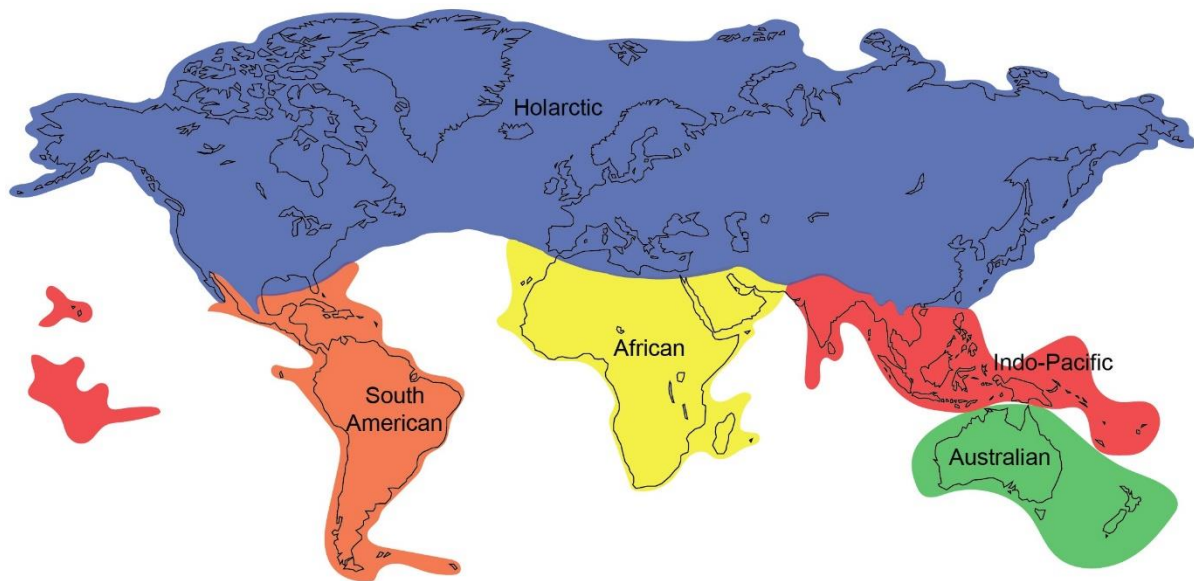 Holarctic
African
Indo-Pacific
South
American
Australian